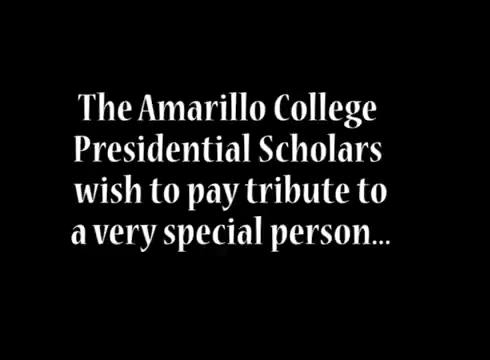 The Amarillo College
Presidential Scholars
wish to pay tribute to
a very special person...